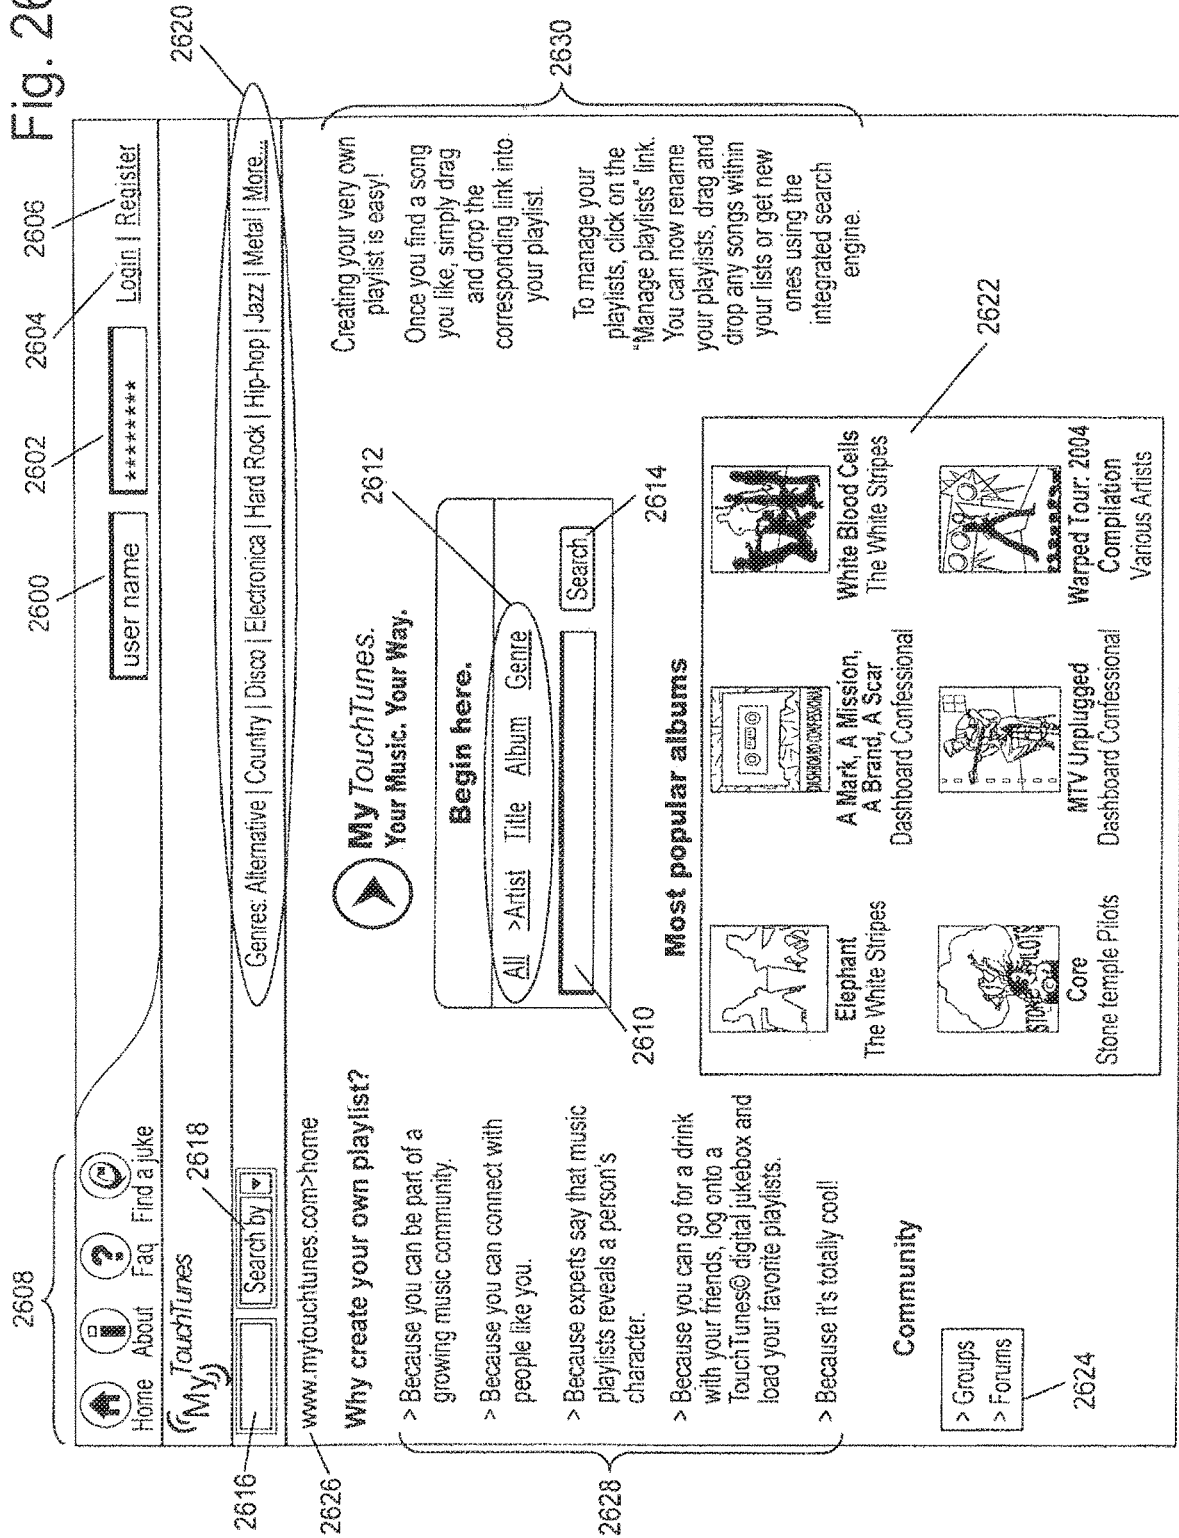 Fig. 26
2608
2600
2602
2604
2606
Home
About
Faq
Find a juke
user name
********
Login | Register
My TouchTunes
2618
2620
2616
Search by
Genres: Alternative | Country | Disco | Electronica | Hard Rock | Hip-hop | Jazz | Metal | More...
2626
www.mytouchtunes.com>home
Why create your own playlist?
> Because you can be part of a
growing music community.
> Because you can connect with
people like you.
> Because experts say that music
playlists reveals a person's
character.
> Because you can go for a drink
with your friends, log onto a
TouchTunes© digital jukebox and
load your favorite playlists.
> Because it's totally cool!
2628
Community
> Groups
> Forums
2624
MyTouchTunes.
Your Music. Your Way.
2612
Begin here.
All >Artist Title Album Genre
Search
2610
2614
Most popular albums
Elephant
The White Stripes
DASHBOARD CONFESSIONAL
A Mark, A Mission,
A Brand, A Scar
Dashboard Confessional
White Blood Cells
The White Stripes
STONE
PILOTS
Core
Stone temple Pilots
MTV Unplugged
Dashboard Confessional
Warped Tour: 2004
Compilation
Various Artists
2622
Creating your very own
playlist is easy!
Once you find a song
you like, simply drag
and drop the
corresponding link into
your playlist.
To manage your
playlists, click on the
"Manage playlists" link.
You can now rename
your playlists, drag and
drop any songs within
your lists or get new
ones using the
integrated search
engine.
2630